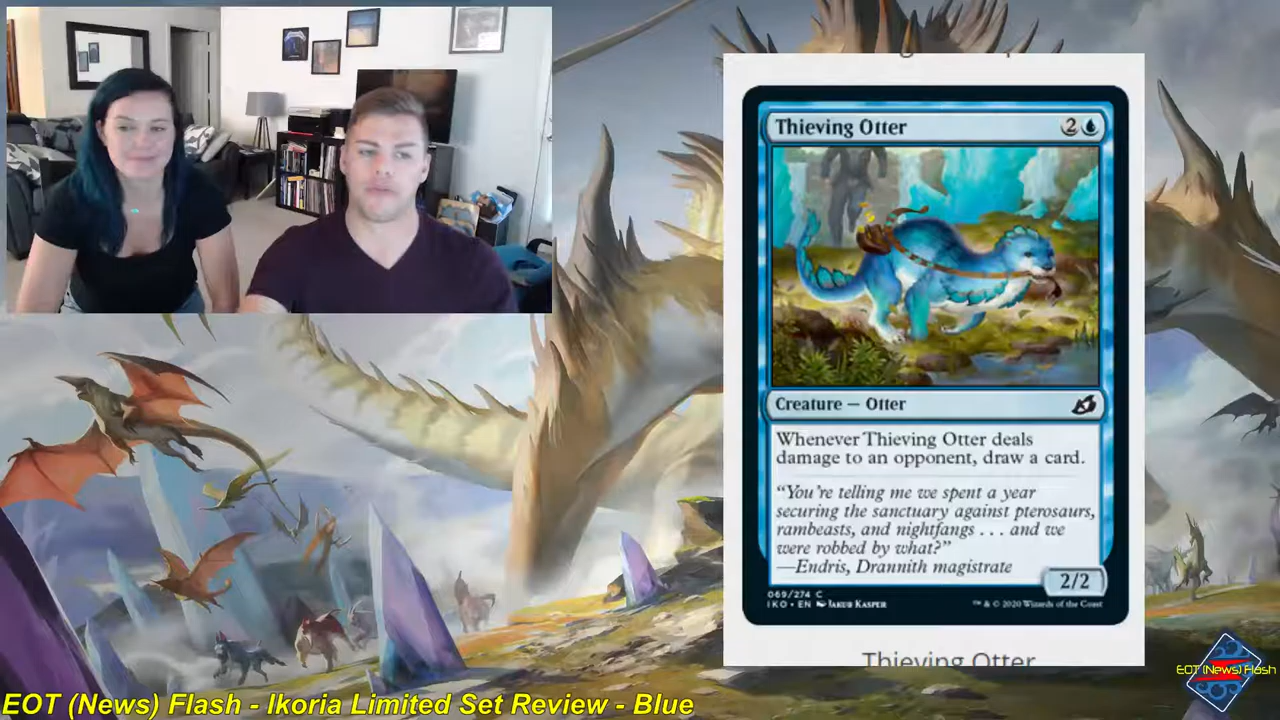 Thieving Otter
2
Creature — Otter
Whenever Thieving Otter deals
damage to an opponent, draw a card.
"You're telling me we spent a year
securing the sanctuary against pterosaurs,
rambeasts, and nightfangs . . . and we
were robbed by what?"
—Endris, Drannith magistrate
2/2
069/274 C
IKO • EN JAKUB KASPER
™ & © 2020 Wizards of the Coast
Thieving Otter
EOT (News) Flash
EOT (News) Flash - Ikoria Limited Set Review - Blue